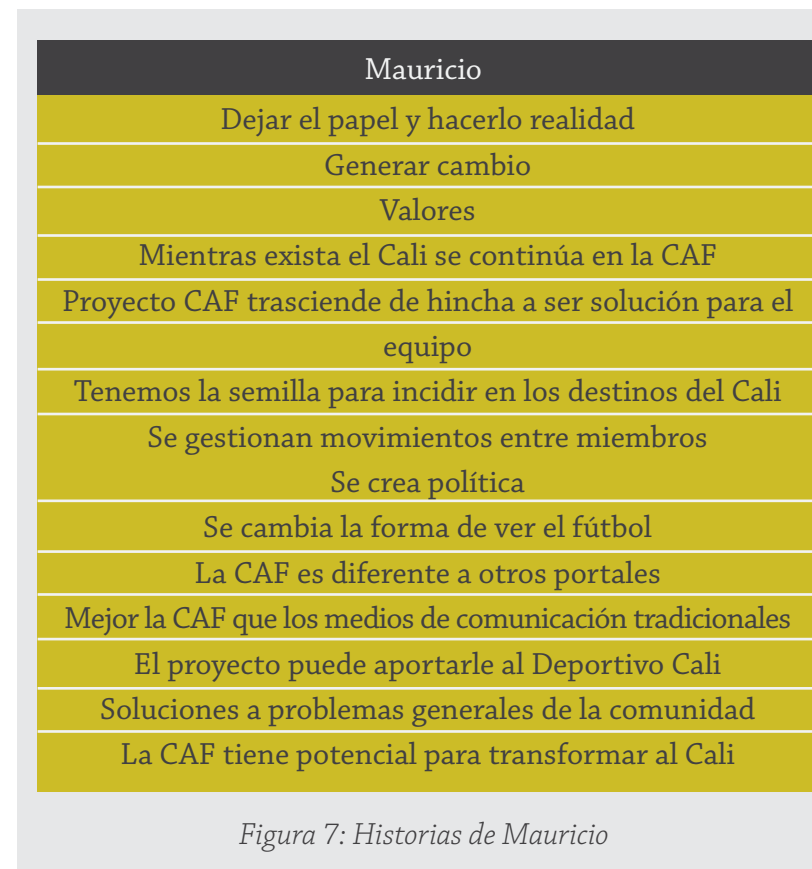 Mauricio
Dejar el papel y hacerlo realidad
Generar cambio
Valores
Mientras exista el Cali se continúa en la CAF
Proyecto CAF trasciende de hincha a ser solución para el
equipo
Tenemos la semilla para incidir en los destinos del Cali
Se gestionan movimientos entre miembros
Se crea política
Se cambia la forma de ver el fútbol
La CAF es diferente a otros portales
Mejor la CAF que los medios de comunicación tradicionales
El proyecto puede aportarle al Deportivo Cali
Soluciones a problemas generales de la comunidad
La CAF tiene potencial para transformar al Cali
Figura 7: Historias de Mauricio